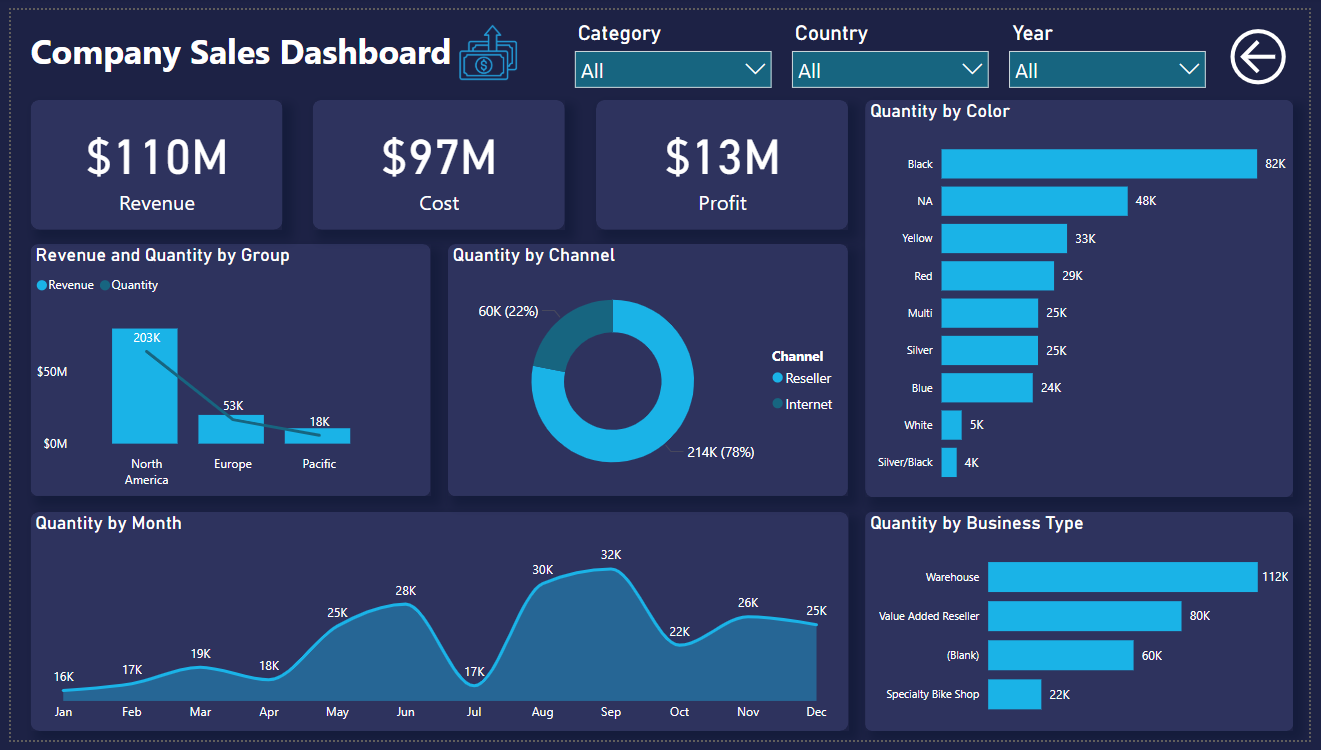 Company Sales Dashboard
Category
All
Country
All
Year
All
$110M
Revenue
$97M
Cost
$13M
Profit
Revenue and Quantity by Group
Revenue Quantity
$50M
$0M
203K
53K
18K
North
America
Europe
Pacific
Quantity by Channel
60K (22%)
214K (78%)
Channel
Reseller
Internet
Quantity by Color
Black 82K
NA 48K
Yellow 33K
Red 29K
Multi 25K
Silver 25K
Blue 24K
White 5K
Silver/Black 4K
Quantity by Month
16K 17K 19K 18K 25K 28K 17K 30K 32K 22K 26K 25K
Jan Feb Mar Apr May Jun Jul Aug Sep Oct Nov Dec
Quantity by Business Type
Warehouse 112K
Value Added Reseller 80K
(Blank) 60K
Specialty Bike Shop 22K